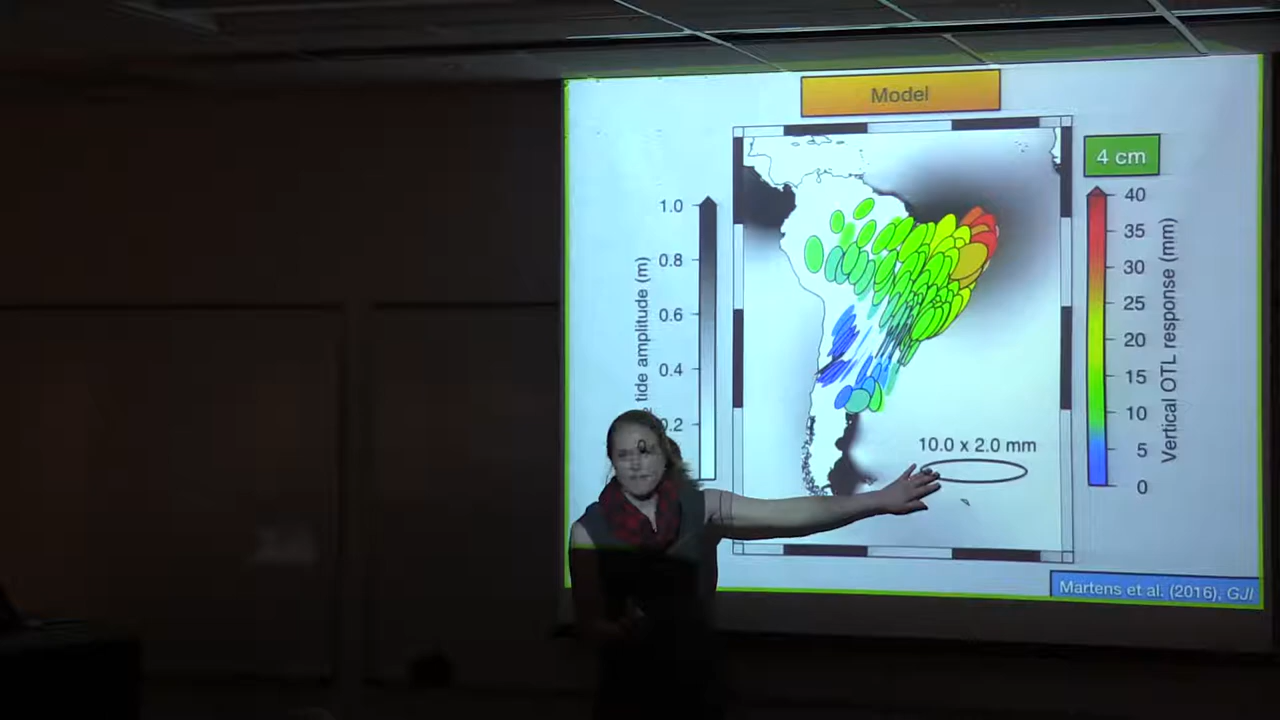 Model
4 cm
1.0
0.8
0.6
0.4
0.2
tide amplitude (m)
10.0 x 2.0 mm
40
35
30
25
20
15
10
5
0
Vertical OTL response (mm)
Martens et al. (2016), GJI